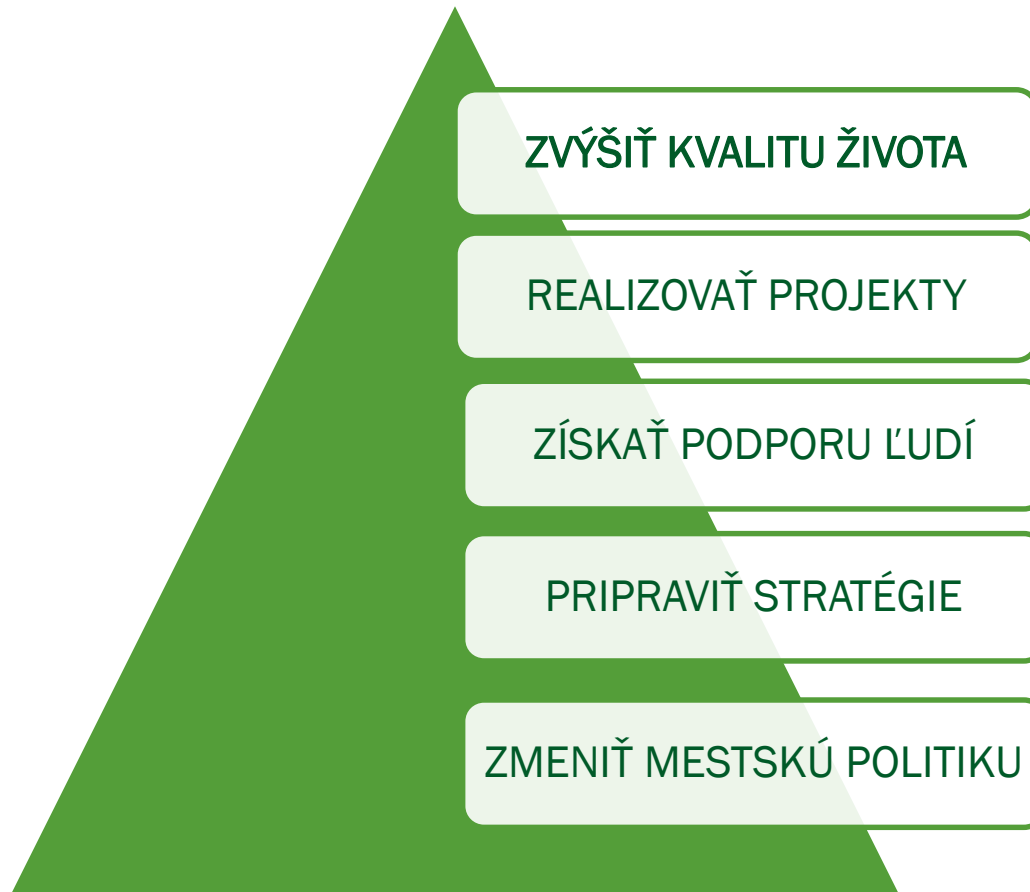 ZVÝŠIŤ KVALITU ŽIVOTA
REALIZOVAŤ PROJEKTY
ZÍSKAŤ PODPORU ĽUDÍ
PRIPRAVIŤ STRATÉGIE
ZMENIŤ MESTSKÚ POLITIKU